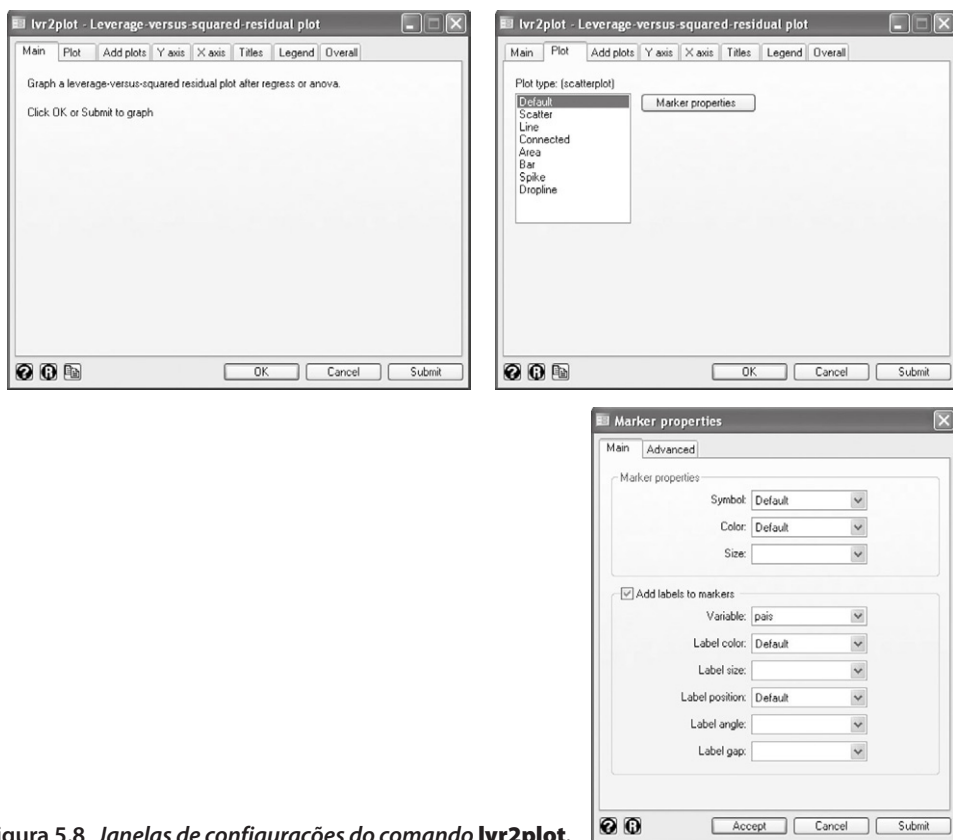 lvr2plot - Leverage-versus-squared-residual plot
Main Plot Add plots Y axis X axis Titles Legend Overall
Graph a leverage-versus-squared residual plot after regress or anova.
Click OK or Submit to graph
OK Cancel Submit
lvr2plot - Leverage-versus-squared-residual plot
Main Plot Add plots Y axis X axis Titles Legend Overall
Plot type: (scatterplot)
Default
Scatter
Line
Connected
Area
Bar
Spike
Dropline
Marker properties
OK Cancel Submit
Marker properties
Main Advanced
Marker properties
Symbol: Default
Color: Default
Size:
Add labels to markers
Variable: pais
Label color: Default
Label size:
Label position: Default
Label angle:
Label gap:
Accept Cancel Submit
igura 5.8 Janelas de configurações do comando lvr2plot.